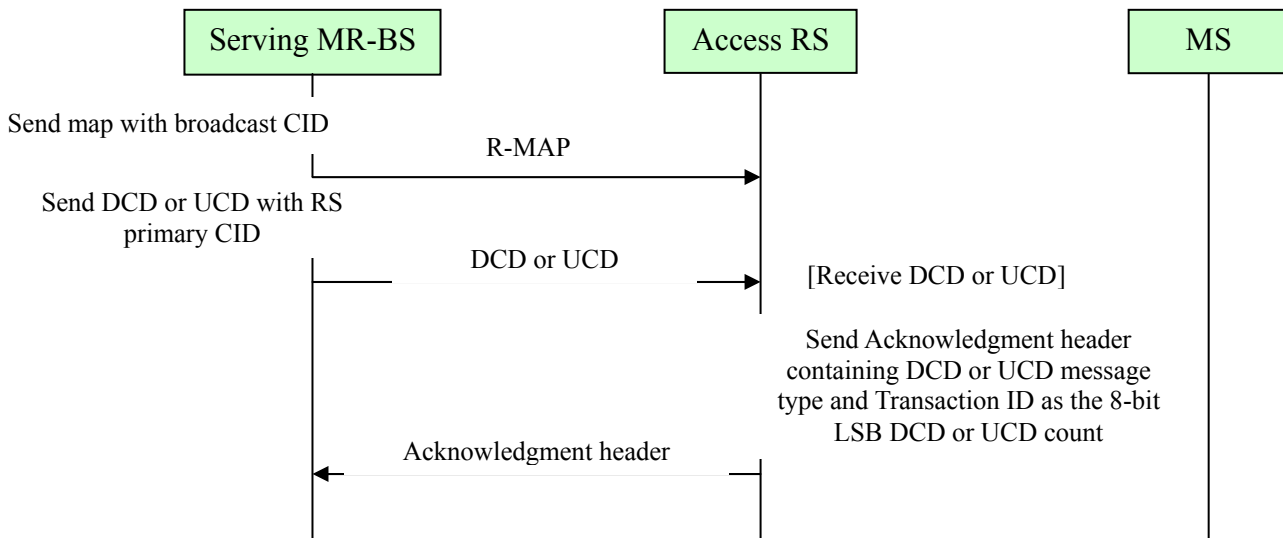 Serving MR-BS
Access RS
MS
Send map with broadcast CID
R-MAP
Send DCD or UCD with RS
primary CID
DCD or UCD
[Receive DCD or UCD]
Send Acknowledgment header
containing DCD or UCD message
type and Transaction ID as the 8-bit
LSB DCD or UCD count
Acknowledgment header